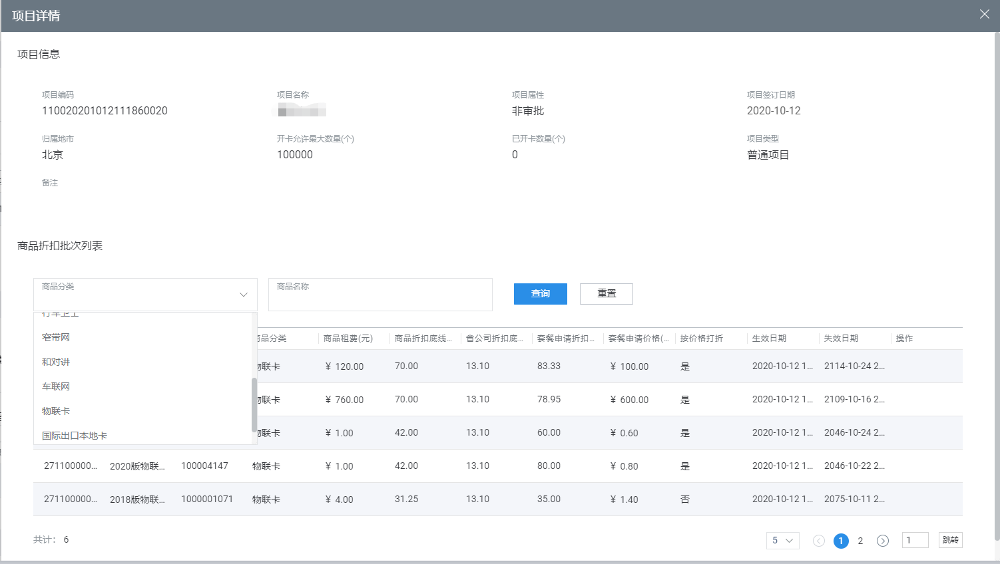 项目详情
项目信息
项目编码 项目名称 项目属性 项目签订日期
110020201012111860020 非审批 2020-10-12
归属地市 开卡允许最大数量(个) 已开卡数量(个) 项目类型
北京 100000 0 普通项目
备注
商品折扣批次列表
商品分类 商品名称 查询 重置
行车卫士
窄带网
和对讲
车联网
物联卡
国际出口本地卡
商品分类 商品租费(元) 商品折扣底线... 省公司折扣底... 套餐申请折扣... 套餐申请价格(... 按价格打折 生效日期 失效日期 操作
物联卡 ¥ 120.00 70.00 13.10 83.33 ¥ 100.00 是 2020-10-12 1... 2114-10-24 2...
物联卡 ¥ 760.00 70.00 13.10 78.95 ¥ 600.00 是 2020-10-12 1... 2109-10-16 2...
物联卡 ¥ 1.00 42.00 13.10 60.00 ¥ 0.60 是 2020-10-12 1... 2046-10-24 2...
271100000... 2020版物联... 100004147 物联卡 ¥ 1.00 42.00 13.10 80.00 ¥ 0.80 是 2020-10-12 1... 2046-10-22 2...
271100000... 2018版物联... 1000001071 物联卡 ¥ 4.00 31.25 13.10 35.00 ¥ 1.40 否 2020-10-12 1... 2075-10-11 2...
共计： 6 5 1 2 1 跳转